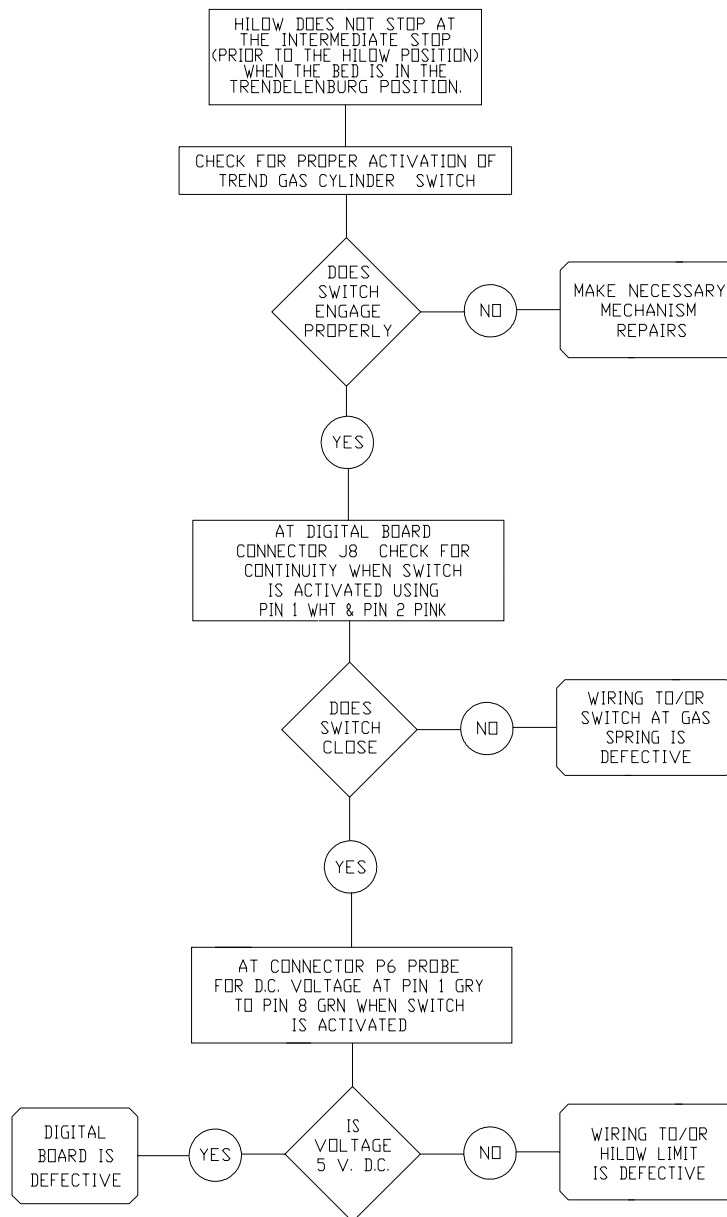 HILOW DOES NOT STOP AT
THE INTERMEDIATE STOP
(PRIOR TO THE HILOW POSITION)
WHEN THE BED IS IN THE
TRENDELENBURG POSITION.
CHECK FOR PROPER ACTIVATION OF
TREND GAS CYLINDER SWITCH
DOES
SWITCH
ENGAGE
PROPERLY
NO
MAKE NECESSARY
MECHANISM
REPAIRS
YES
AT DIGITAL BOARD
CONNECTOR J8 CHECK FOR
CONTINUITY WHEN SWITCH
IS ACTIVATED USING
PIN 1 WHT & PIN 2 PINK
DOES
SWITCH
CLOSE
NO
WIRING TO/OR
SWITCH AT GAS
SPRING IS
DEFECTIVE
YES
AT CONNECTOR P6 PROBE
FOR D.C. VOLTAGE AT PIN 1 GRY
TO PIN 8 GRN WHEN SWITCH
IS ACTIVATED
DIGITAL
BOARD IS
DEFECTIVE
YES
IS
VOLTAGE
5 V. D.C.
NO
WIRING TO/OR
HILOW LIMIT
IS DEFECTIVE